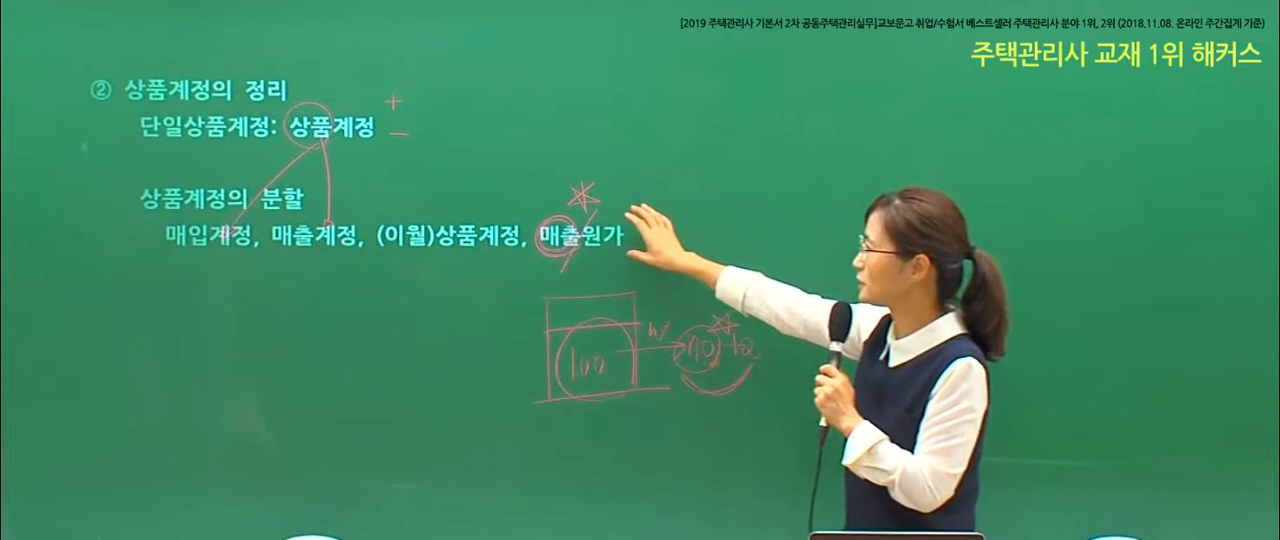 [2019 주택관리사 기본서 2차 공동주택관리실무]교보문고 취업/수험서 베스트셀러 주택관리사 분야 1위, 2위 (2018.11.08. 온라인 주간집계 기준)
주택관리사 교재 1위 해커스
② 상품계정의 정리
단일상품계정: 상품계정
+
－
상품계정의 분할
매입계정, 매출계정, (이월)상품계정, 매출원가
100